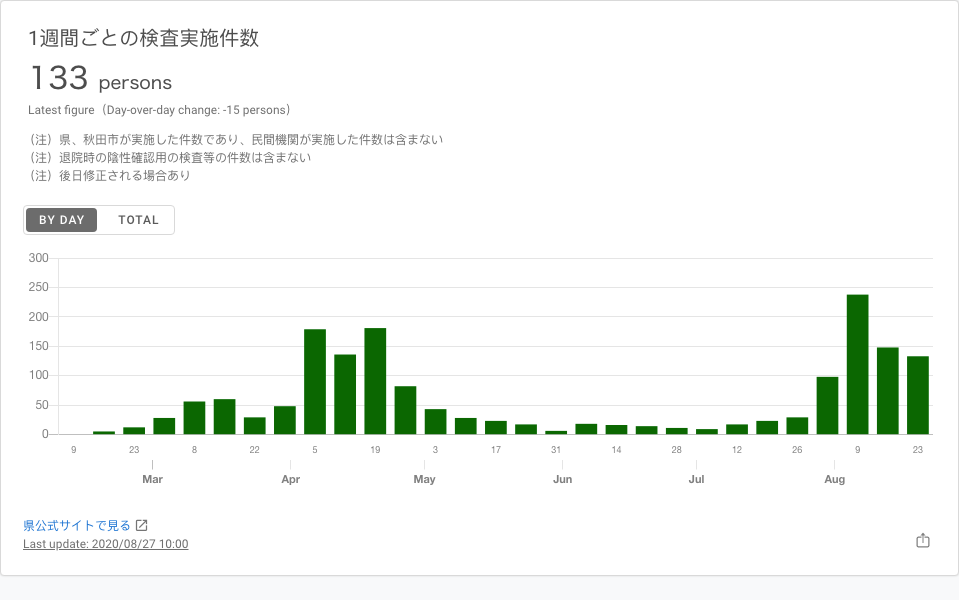 1週間ごとの検査実施件数
133 persons
Latest figure（Day-over-day change: -15 persons）
（注）県、秋田市が実施した件数であり、民間機関が実施した件数は含まない
（注）退院時の陰性確認用の検査等の件数は含まない
（注）後日修正される場合あり
BY DAY TOTAL
300
250
200
150
100
50
0
9 23 8 22 5 19 3 17 31 14 28 12 26 9 23
Mar Apr May Jun Jul Aug
県公式サイトで見る
Last update: 2020/08/27 10:00